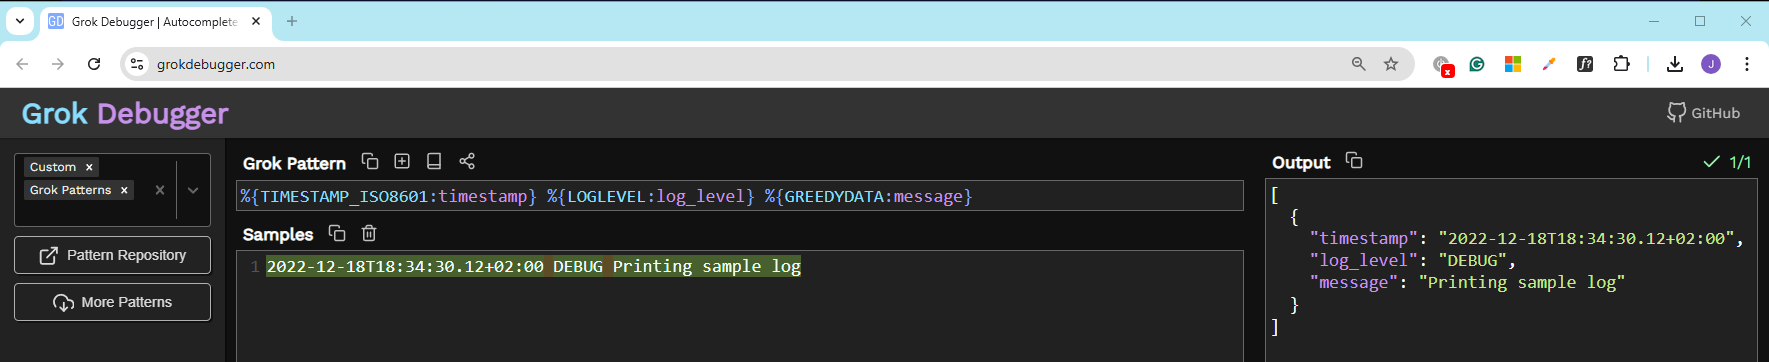 GD Grok Debugger | Autocomplete
grokdebugger.com
x
f?
J
Grok Debugger
GitHub
Custom ×
Grok Patterns ×
Pattern Repository
More Patterns
Grok Pattern
%{TIMESTAMP_ISO8601:timestamp} %{LOGLEVEL:log_level} %{GREEDYDATA:message}
Samples
1 2022-12-18T18:34:30.12+02:00 DEBUG Printing sample log
Output
1/1
[
{
"timestamp": "2022-12-18T18:34:30.12+02:00",
"log_level": "DEBUG",
"message": "Printing sample log"
}
]